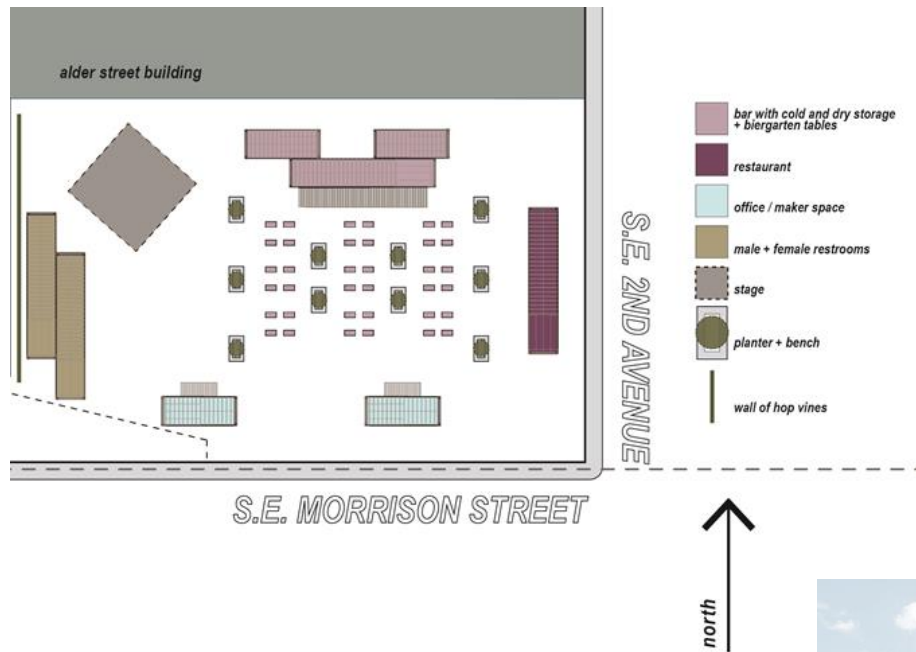 alder street building
bar with cold and dry storage
+ biergarten tables
restaurant
office / maker space
male + female restrooms
stage
planter + bench
wall of hop vines
S.E. 2ND AVENUE
S.E. MORRISON STREET
north